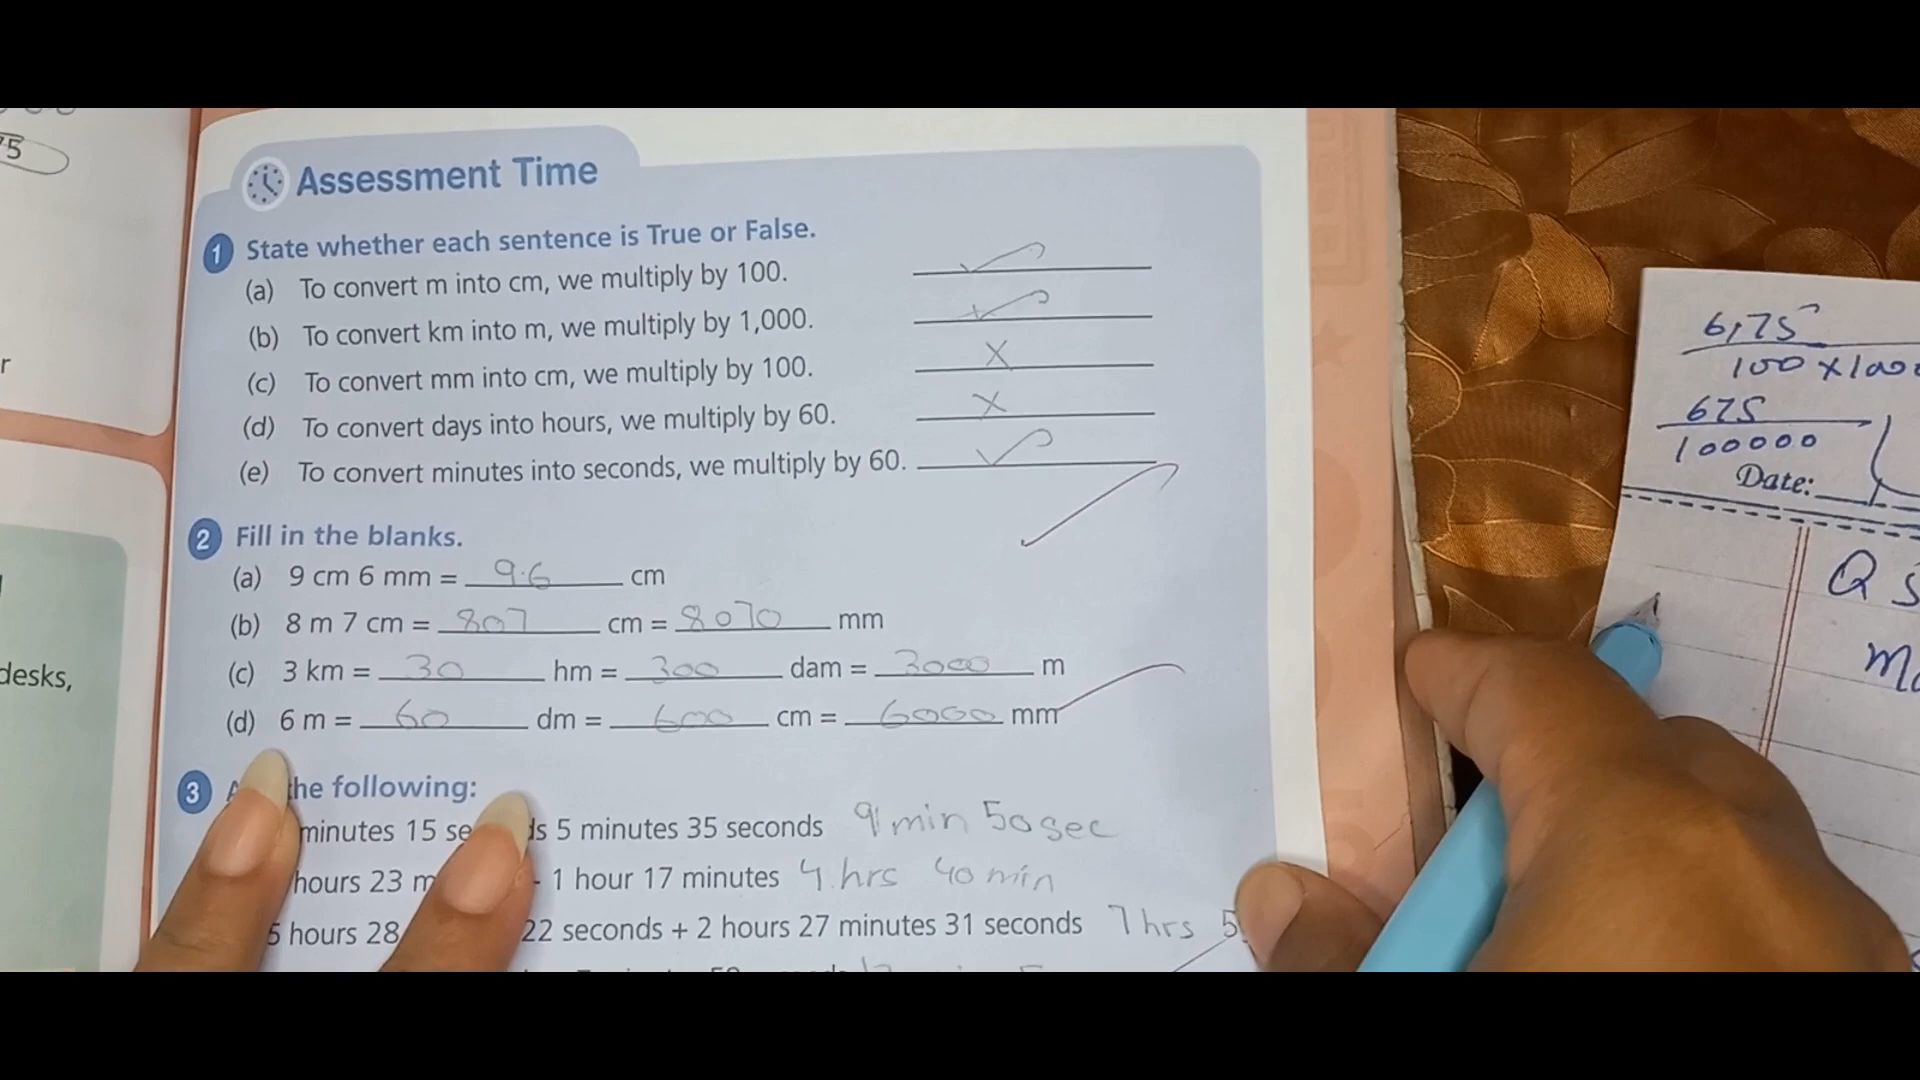 75
r
desks,
Assessment Time
1 State whether each sentence is True or False.
(a) To convert m into cm, we multiply by 100. ✓
(b) To convert km into m, we multiply by 1,000. ✓
(c) To convert mm into cm, we multiply by 100. X
(d) To convert days into hours, we multiply by 60. X
(e) To convert minutes into seconds, we multiply by 60. ✓
2 Fill in the blanks.
(a) 9 cm 6 mm = 9.6 cm
(b) 8 m 7 cm = 807 cm = 8070 mm
(c) 3 km = 30 hm = 300 dam = 3000 m
(d) 6 m = 60 dm = 600 cm = 6000 mm
3 the following:
minutes 15 5 minutes 35 seconds 9 min 50 sec
hours 23 - 1 hour 17 minutes 4 hrs 40 min
5 hours 28 22 seconds + 2 hours 27 minutes 31 seconds 7 hrs 5
6,75
100 x 1000
675
100000
Date:
Q